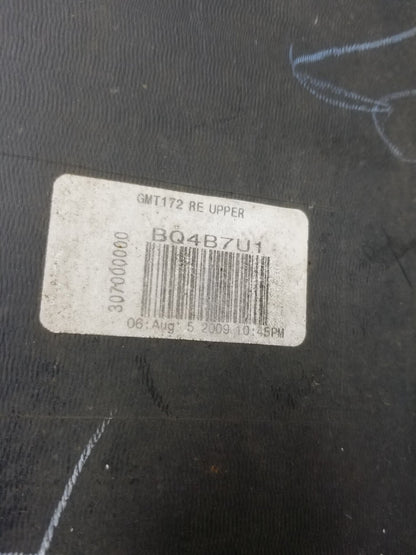 GMT172 RE UPPER
BQ4B7U1
307000000
06:Aug 5 2009 10:45PM